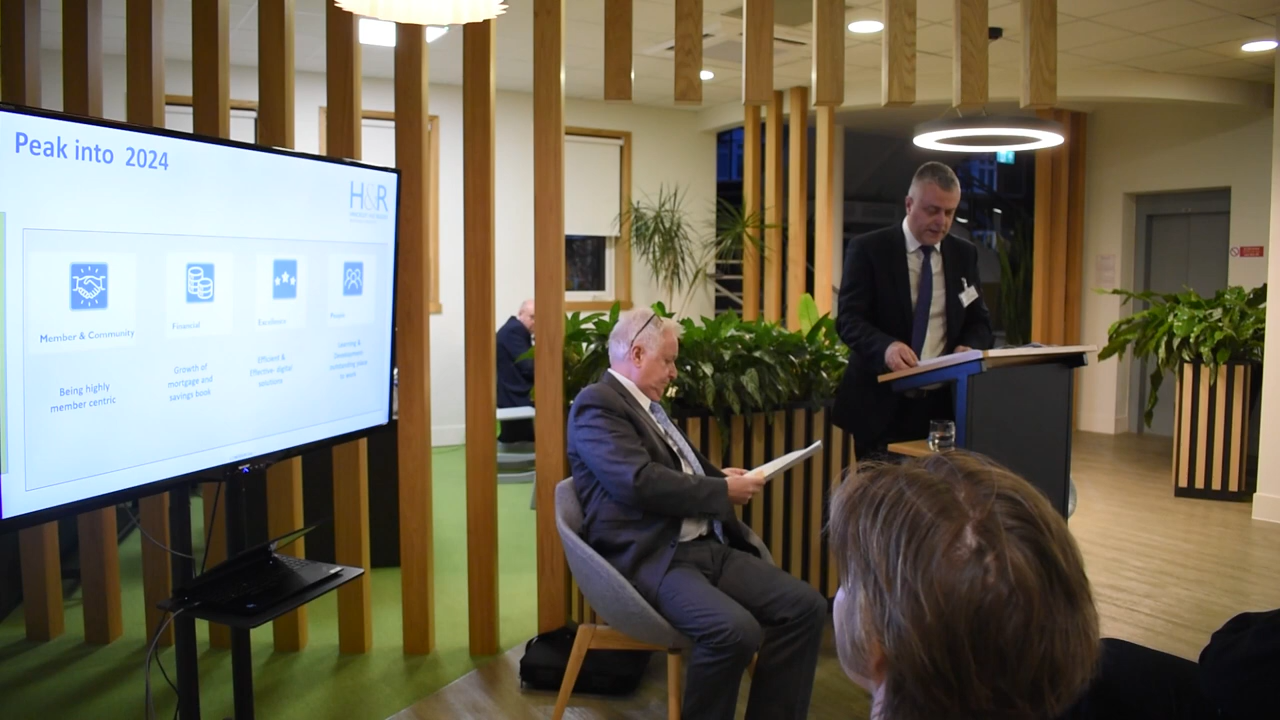 Peak into 2024
H&R
Member & Community
Financial
Excellence
People
Being highly
member centric
Growth of
mortgage and
savings book
Efficient &
Effective- digital
solutions
Learning &
Development-
outstanding place
to work